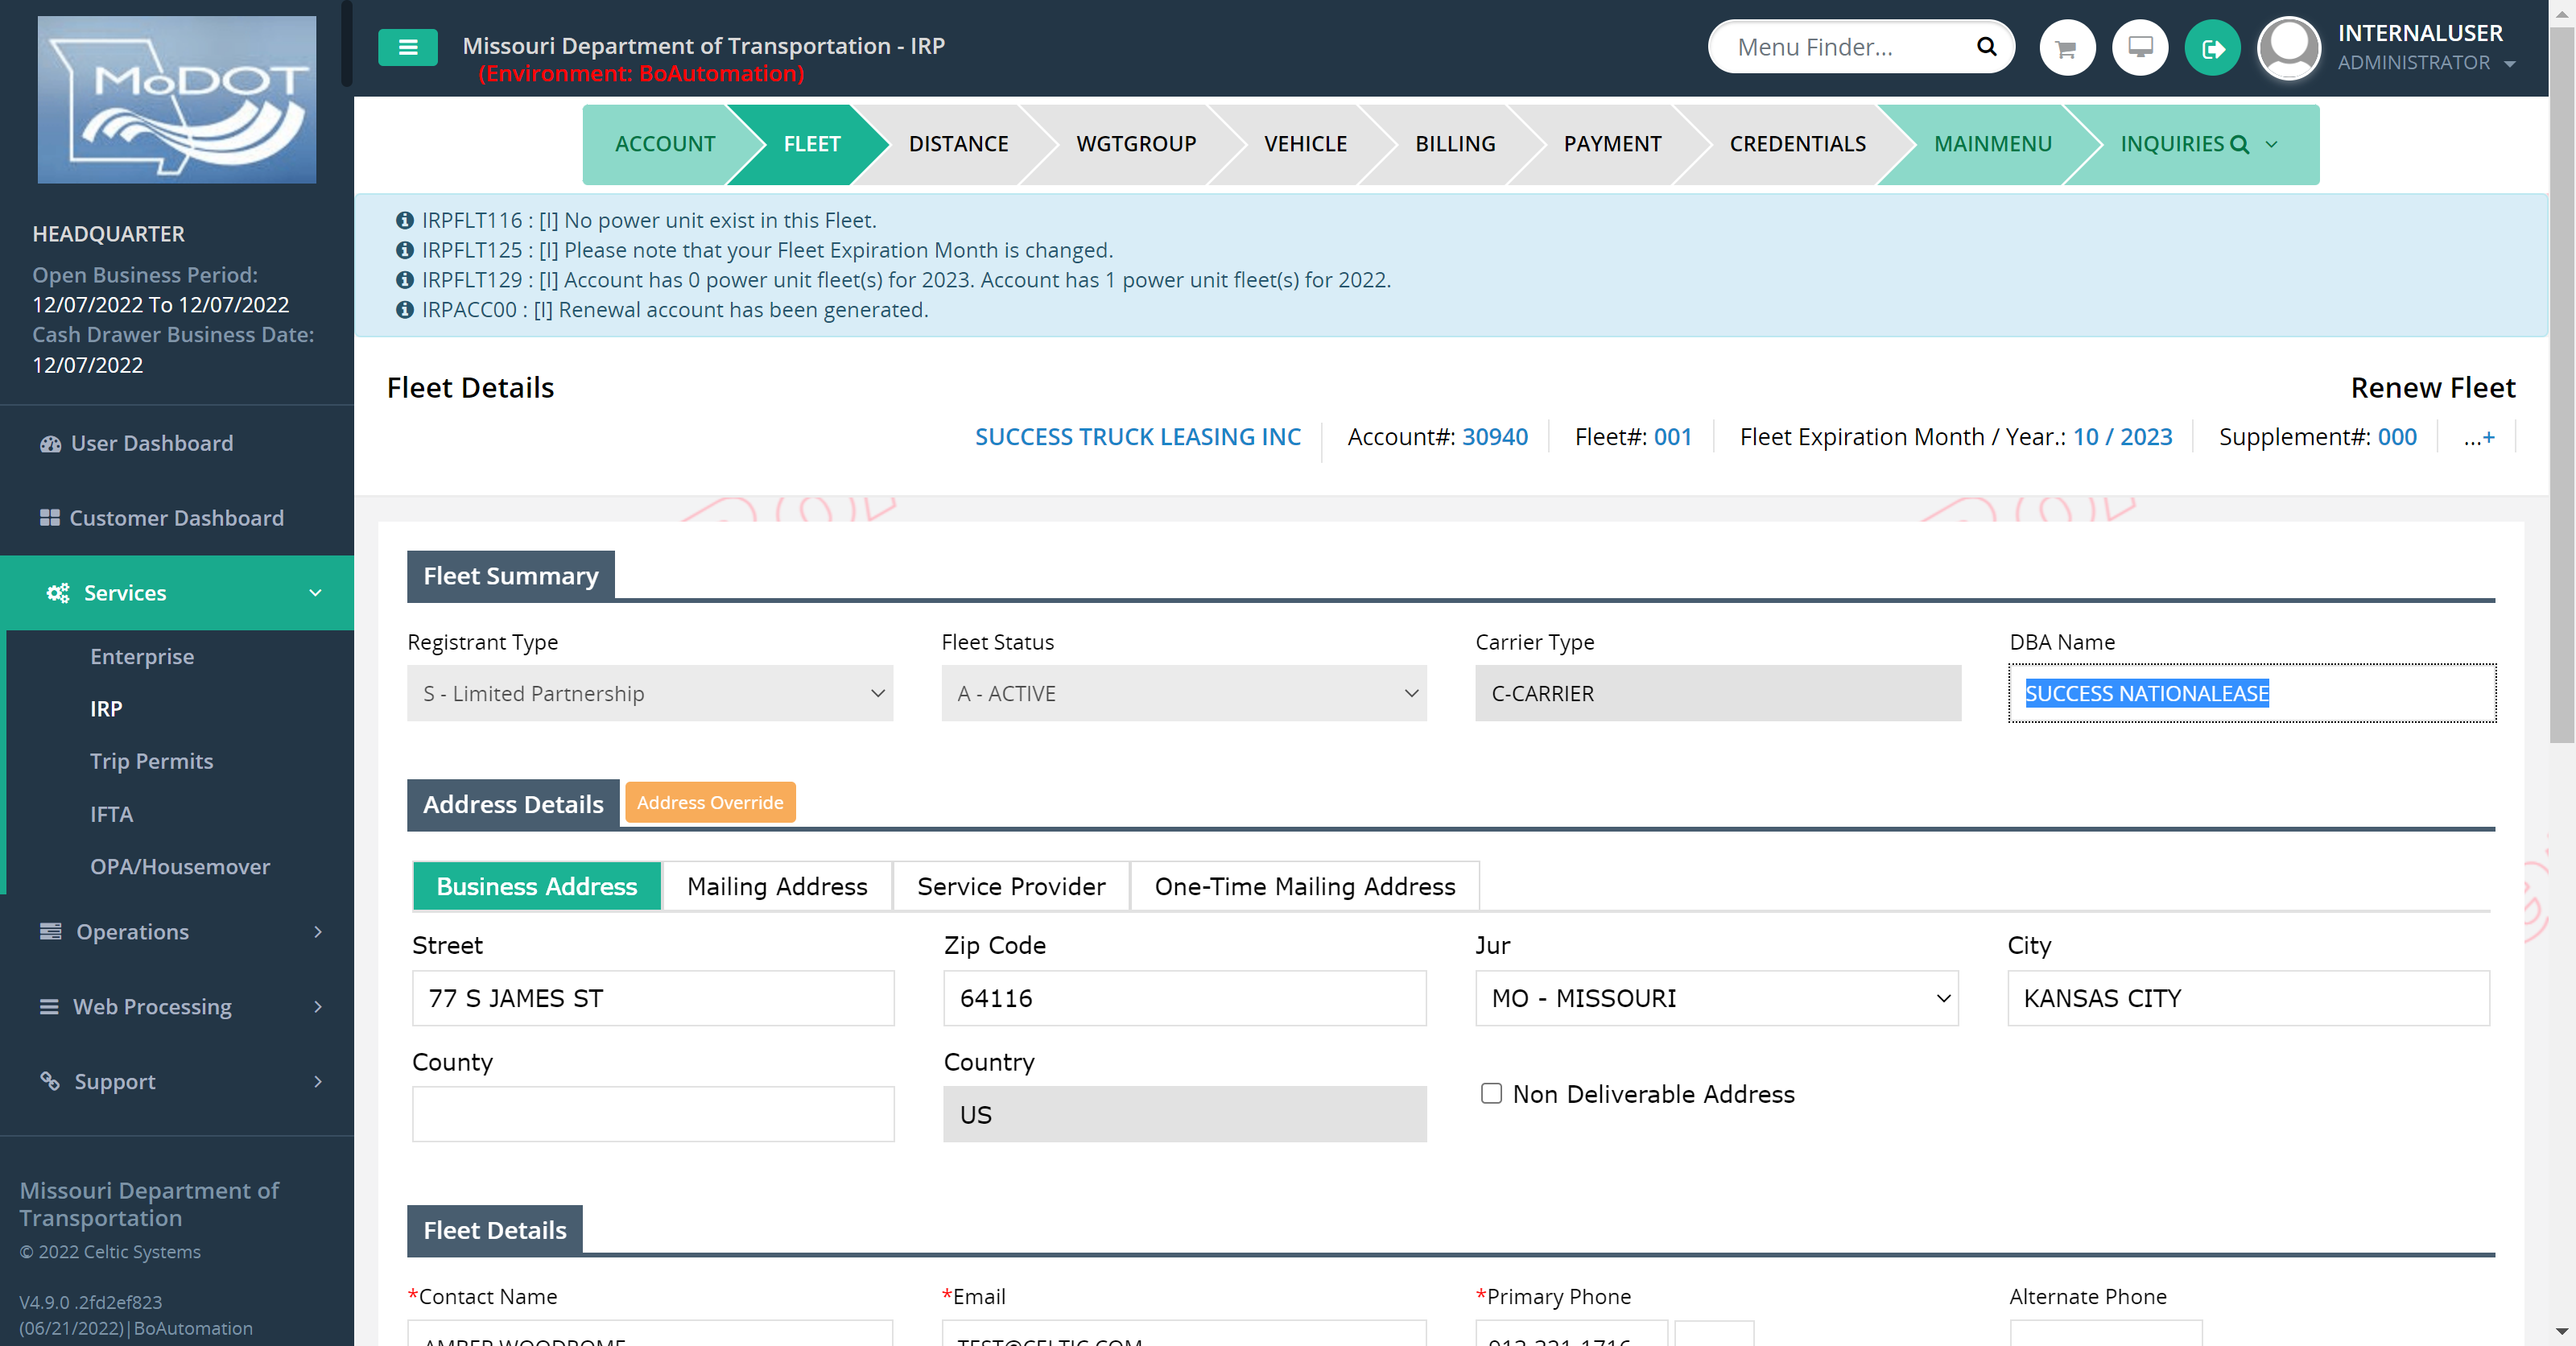 MoDOT
Missouri Department of Transportation - IRP
(Environment: BoAutomation)
Menu Finder...
INTERNALUSER
ADMINISTRATOR
ACCOUNT
FLEET
DISTANCE
WGTGROUP
VEHICLE
BILLING
PAYMENT
CREDENTIALS
MAINMENU
INQUIRIES
HEADQUARTER
Open Business Period:
12/07/2022 To 12/07/2022
Cash Drawer Business Date:
12/07/2022
User Dashboard
Customer Dashboard
Services
Enterprise
IRP
Trip Permits
IFTA
OPA/Housemover
Operations
Web Processing
Support
Missouri Department of
Transportation
© 2022 Celtic Systems
V4.9.0 .2fd2ef823
(06/21/2022)|BoAutomation
IRPFLT116 : [I] No power unit exist in this Fleet.
IRPFLT125 : [I] Please note that your Fleet Expiration Month is changed.
IRPFLT129 : [I] Account has 0 power unit fleet(s) for 2023. Account has 1 power unit fleet(s) for 2022.
IRPACC00 : [I] Renewal account has been generated.
Fleet Details
Renew Fleet
SUCCESS TRUCK LEASING INC
Account#: 30940
Fleet#: 001
Fleet Expiration Month / Year.: 10 / 2023
Supplement#: 000
...+
Fleet Summary
Registrant Type
Fleet Status
Carrier Type
DBA Name
S - Limited Partnership
A - ACTIVE
C-CARRIER
SUCCESS NATIONALEASE
Address Details
Address Override
Business Address
Mailing Address
Service Provider
One-Time Mailing Address
Street
Zip Code
Jur
City
77 S JAMES ST
64116
MO - MISSOURI
KANSAS CITY
County
Country
US
Non Deliverable Address
Fleet Details
*Contact Name
*Email
*Primary Phone
Alternate Phone
AMBER WOODROME
TEST@CELTIC.COM
913-221-1716